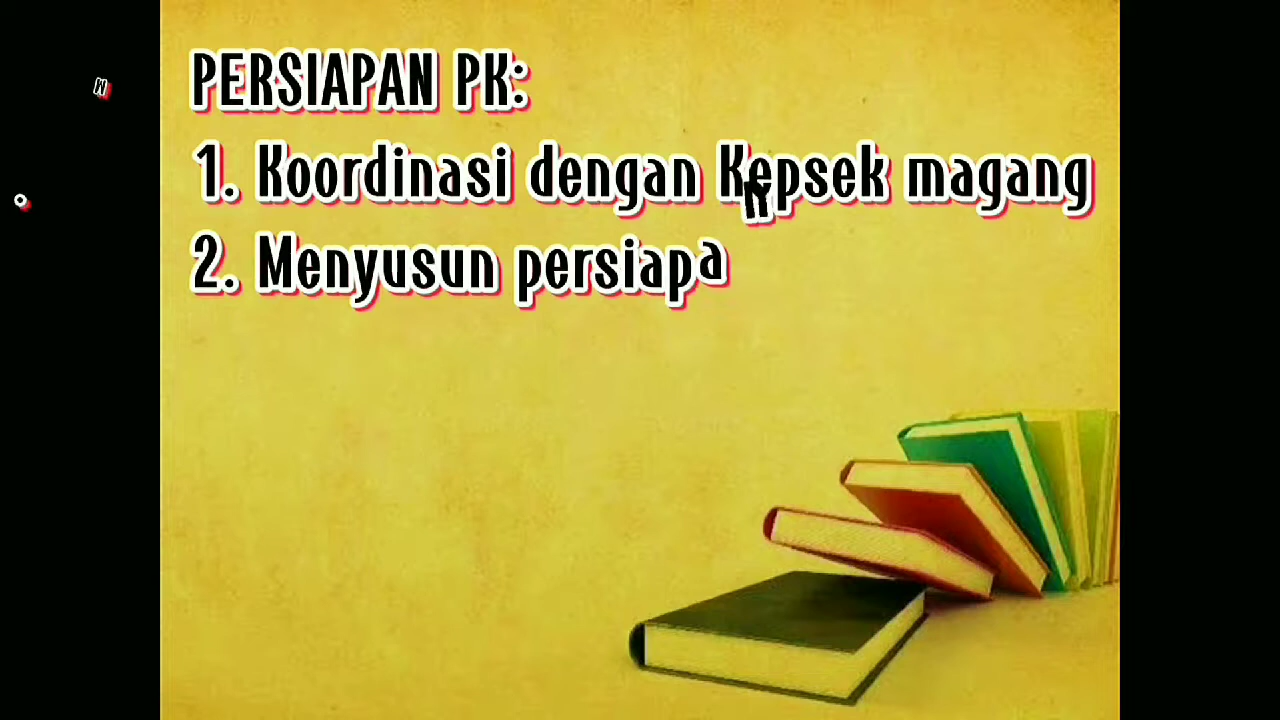 PERSIAPAN PK:
1. Koordinasi dengan Kepsek magang
2. Menyusun persiapa